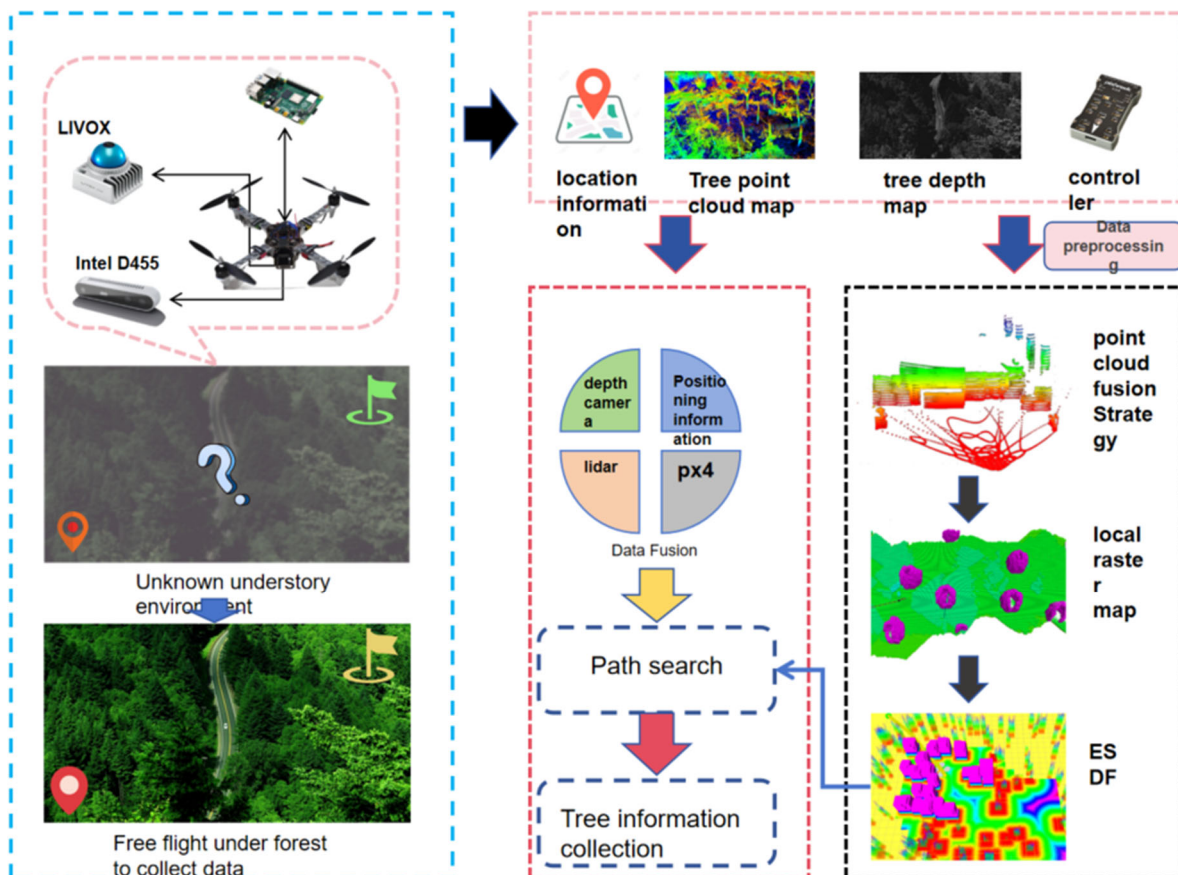 LIVOX
Intel D455
Unknown understory
environment
Free flight under forest
to collect data
location
informati
on
Tree point
cloud map
tree depth
map
control
ler
Data
preprocessin
g
depth
camer
a
Positio
ning
inform
ation
lidar
px4
Data Fusion
Path search
Tree information
collection
point
cloud
fusion
Strate
gy
local
raste
r
map
ES
DF